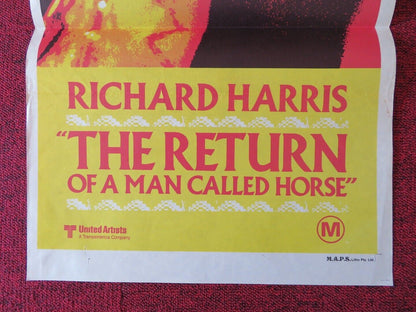 RICHARD HARRIS
"THE RETURN
OF A MAN CALLED HORSE"
United Artists
A Transamerica Company
M
M.A.P.S. Litho Pty. Ltd.